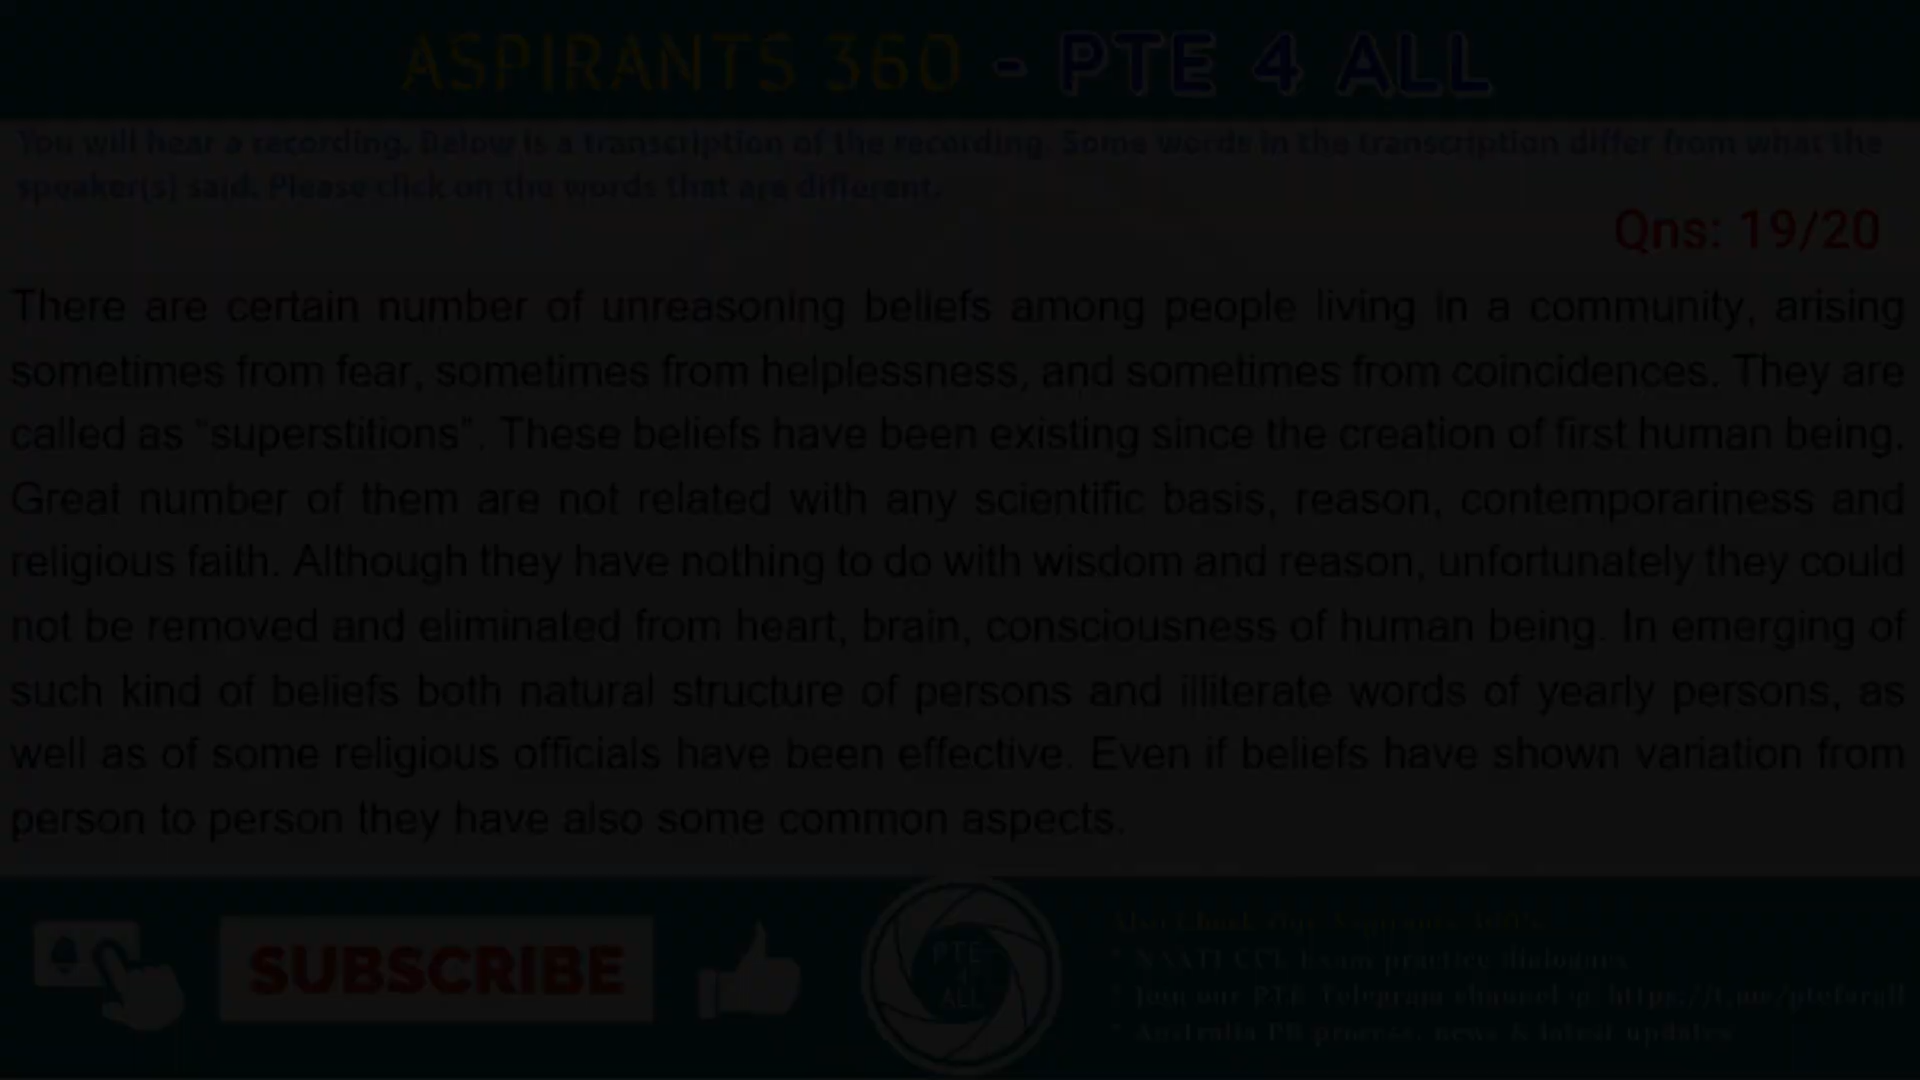 ASPIRANTS 360 - PTE 4 ALL
You will hear a recording. Below is a transcription of the recording. Some words in the transcription differ from what the
speaker(s) said. Please click on the words that are different.
Qns: 19/20
There are certain number of unreasoning beliefs among people living in a community, arising
sometimes from fear, sometimes from helplessness, and sometimes from coincidences. They are
called as “superstitions”. These beliefs have been existing since the creation of first human being.
Great number of them are not related with any scientific basis, reason, contemporariness and
religious faith. Although they have nothing to do with wisdom and reason, unfortunately they could
not be removed and eliminated from heart, brain, consciousness of human being. In emerging of
such kind of beliefs both natural structure of persons and illiterate words of yearly persons, as
well as of some religious officials have been effective. Even if beliefs have shown variation from
person to person they have also some common aspects.
SUBSCRIBE
PTE
4
ALL
Also Check Our Aspirants 360's
* NAATI CCL Exam practice dialogues
* Join our PTE Telegram channel @ https://t.me/pteforall
* Australia PR process, news & latest updates